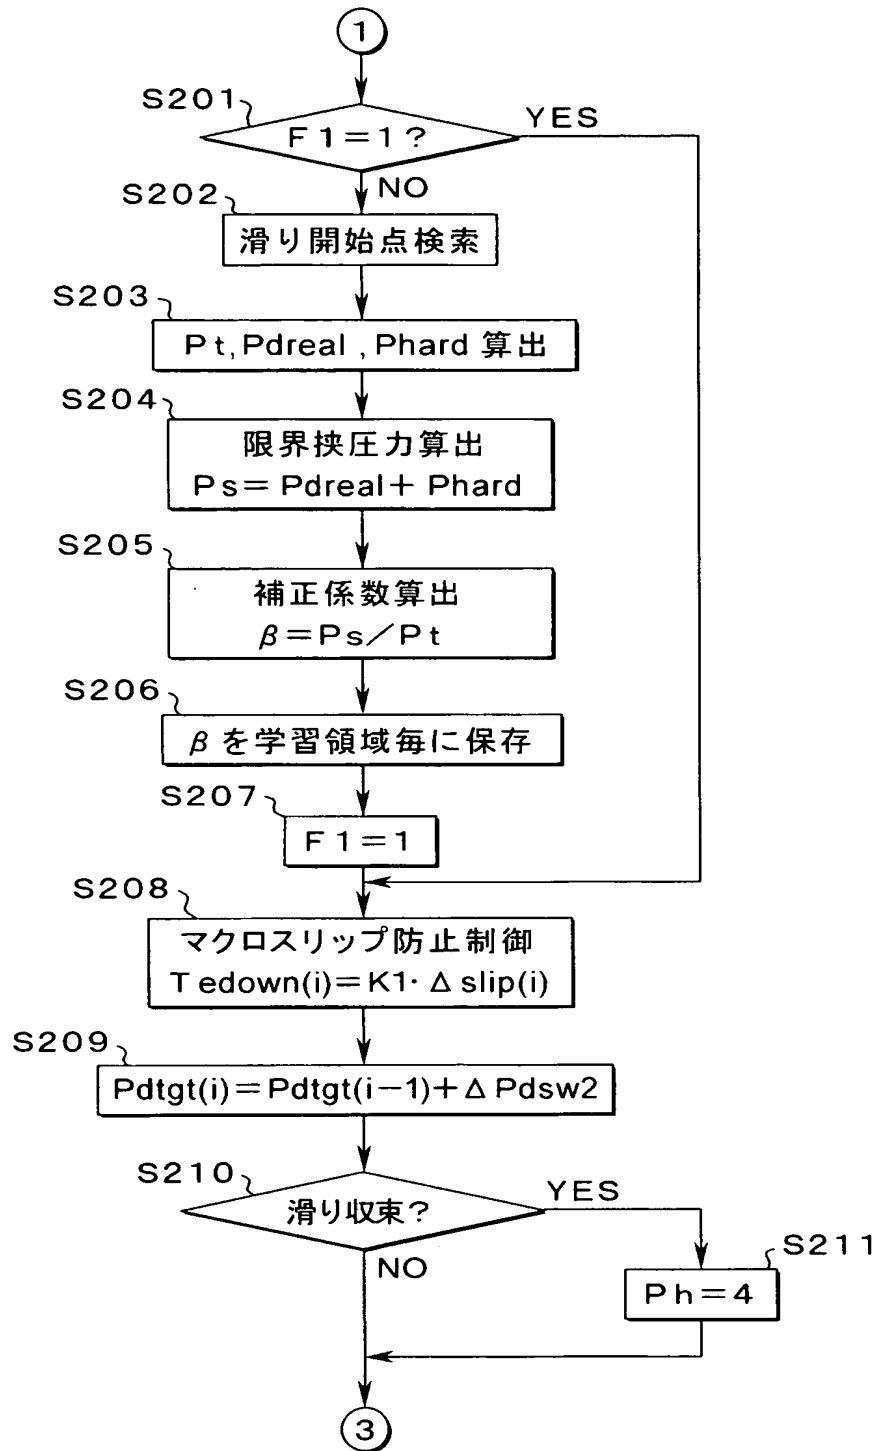 1
S201
F1=1?
YES
NO
S202
滑り開始点検索
S203
Pt,Pdreal,Phard 算出
S204
限界挟圧力算出
Ps=Pdreal+Phard
S205
補正係数算出
β=Ps/Pt
S206
βを学習領域毎に保存
S207
F1=1
S208
マクロスリップ防止制御
Tedown(i)=K1·Δslip(i)
S209
Pdtgt(i)=Pdtgt(i−1)+ΔPdsw2
S210
滑り収束?
YES
NO
S211
Ph=4
3